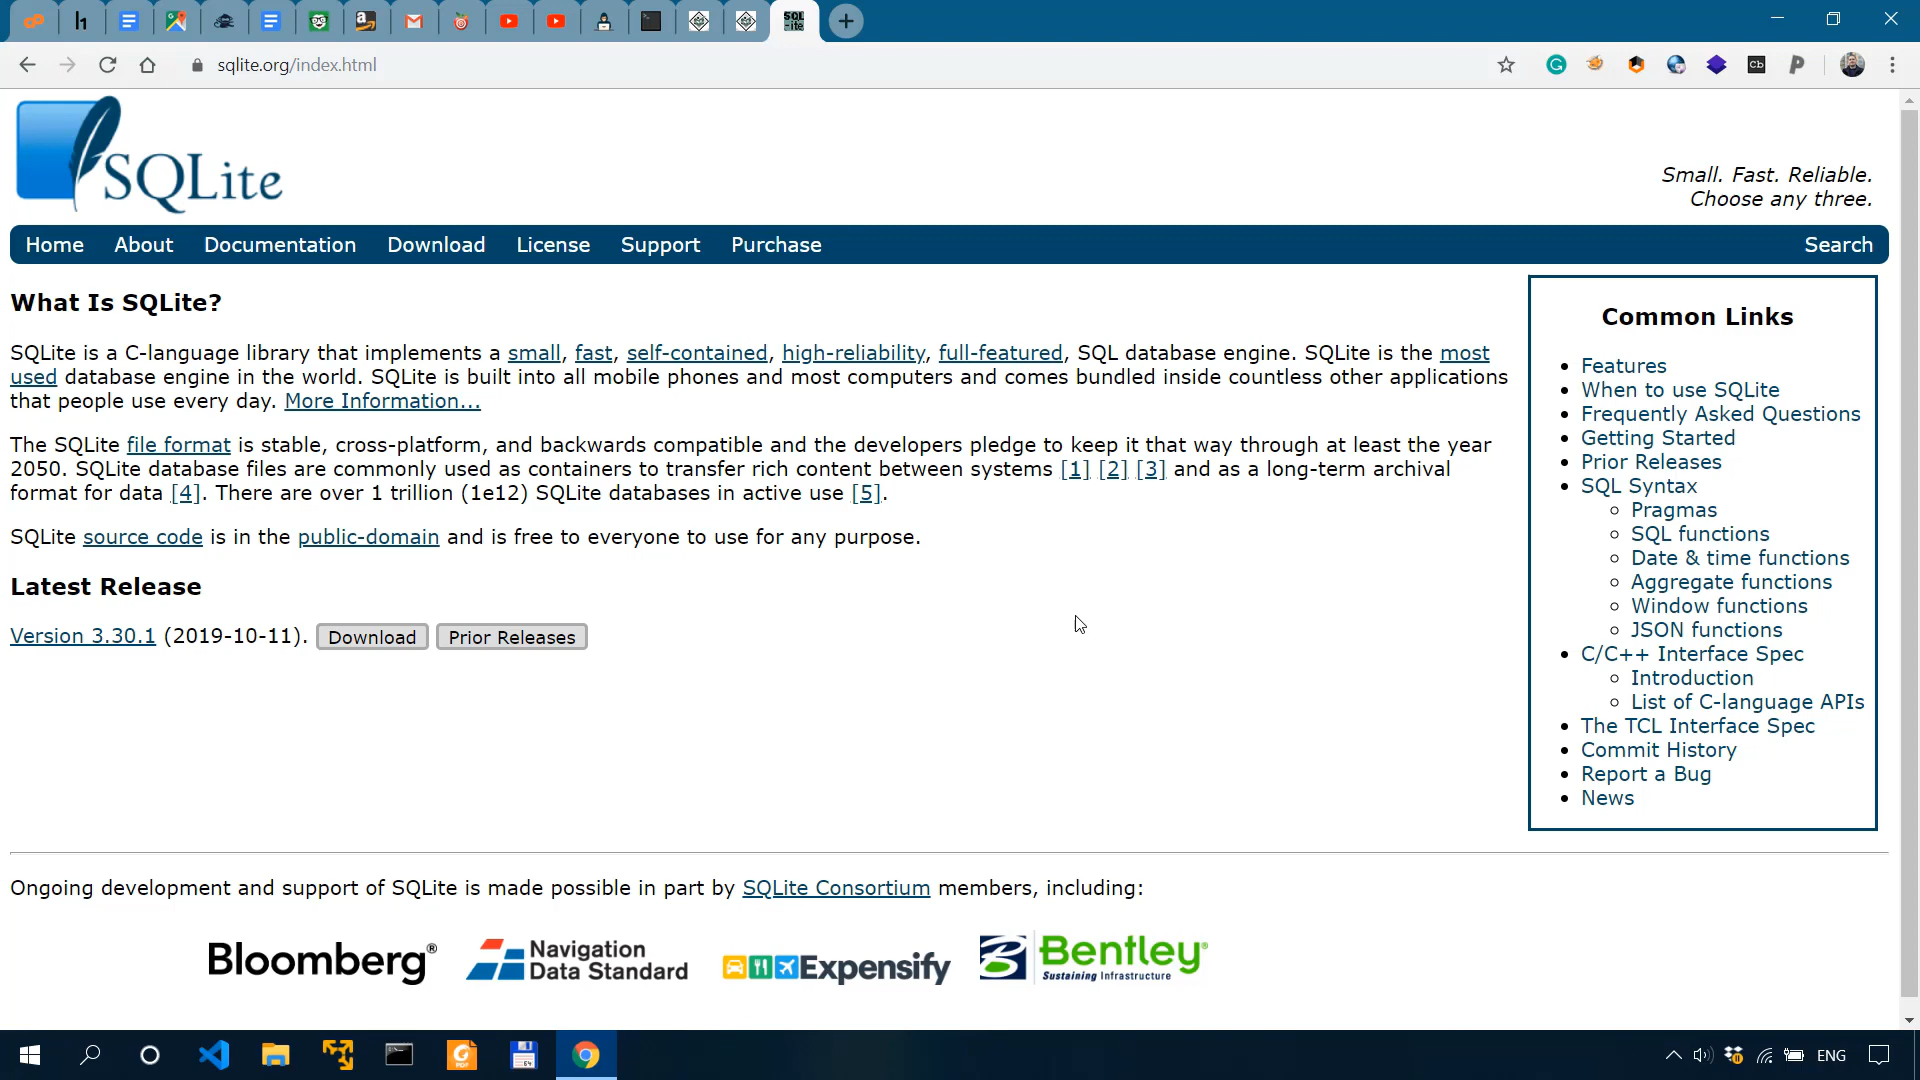 sqlite.org/index.html
SQLite
Small. Fast. Reliable.
Choose any three.
Home About Documentation Download License Support Purchase Search
What Is SQLite?
SQLite is a C-language library that implements a small, fast, self-contained, high-reliability, full-featured, SQL database engine. SQLite is the most
used database engine in the world. SQLite is built into all mobile phones and most computers and comes bundled inside countless other applications
that people use every day. More Information...
The SQLite file format is stable, cross-platform, and backwards compatible and the developers pledge to keep it that way through at least the year
2050. SQLite database files are commonly used as containers to transfer rich content between systems [1] [2] [3] and as a long-term archival
format for data [4]. There are over 1 trillion (1e12) SQLite databases in active use [5].
SQLite source code is in the public-domain and is free to everyone to use for any purpose.
Latest Release
Version 3.30.1 (2019-10-11). Download Prior Releases
Common Links
Features
When to use SQLite
Frequently Asked Questions
Getting Started
Prior Releases
SQL Syntax
Pragmas
SQL functions
Date & time functions
Aggregate functions
Window functions
JSON functions
C/C++ Interface Spec
Introduction
List of C-language APIs
The TCL Interface Spec
Commit History
Report a Bug
News
Ongoing development and support of SQLite is made possible in part by SQLite Consortium members, including:
Bloomberg®
Navigation
Data Standard
Expensify
Bentley®
Sustaining Infrastructure
ENG